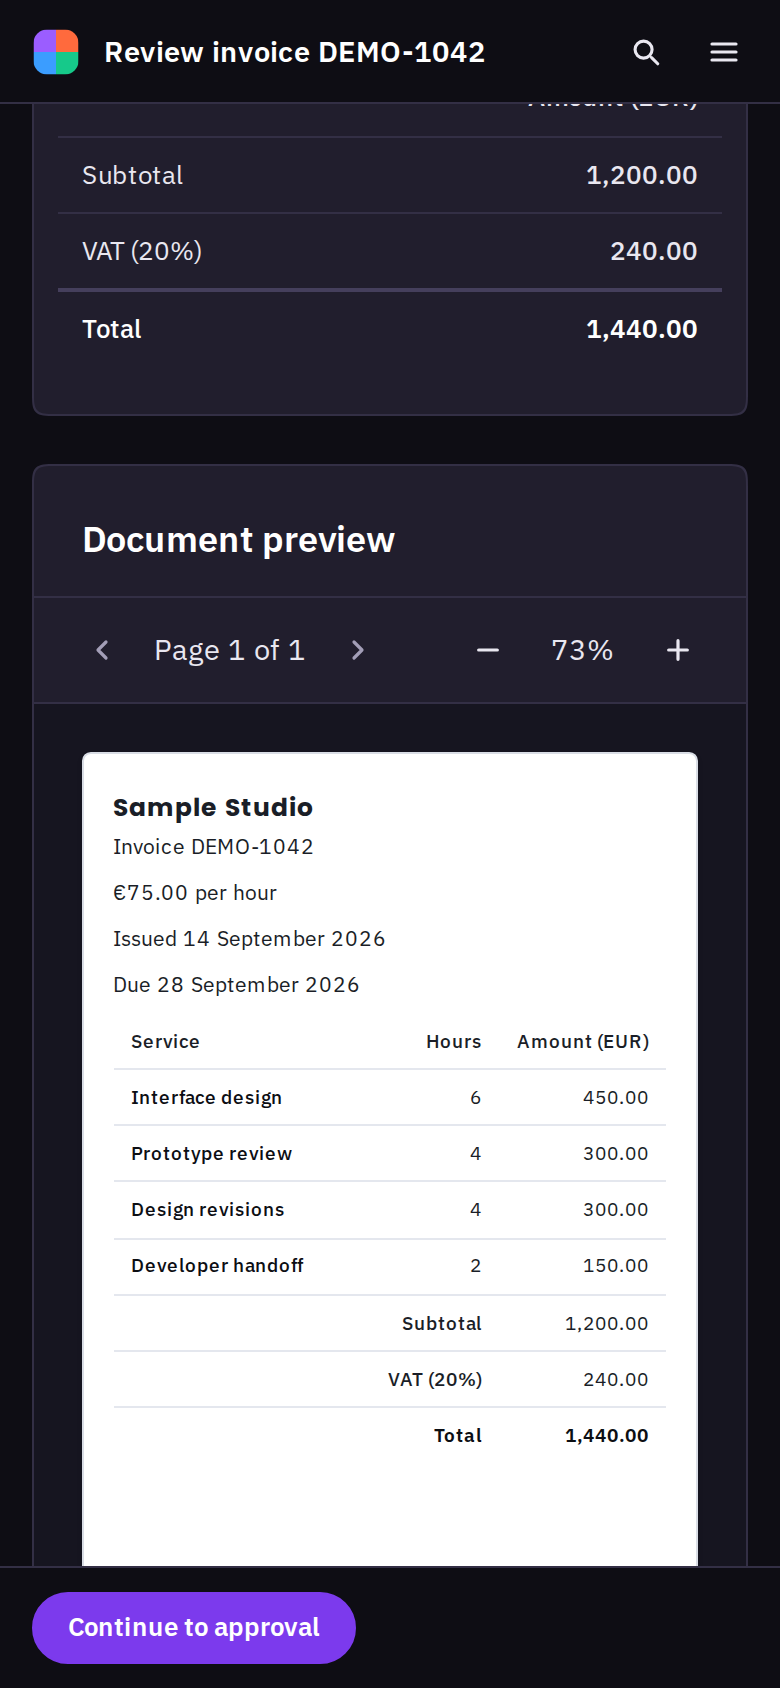 Review invoice DEMO-1042
Amount (EUR)
Subtotal 1,200.00
VAT (20%) 240.00
Total 1,440.00
Document preview
Page 1 of 1 73%
Sample Studio
Invoice DEMO-1042
€75.00 per hour
Issued 14 September 2026
Due 28 September 2026
Service Hours Amount (EUR)
Interface design 6 450.00
Prototype review 4 300.00
Design revisions 4 300.00
Developer handoff 2 150.00
Subtotal 1,200.00
VAT (20%) 240.00
Total 1,440.00
Continue to approval